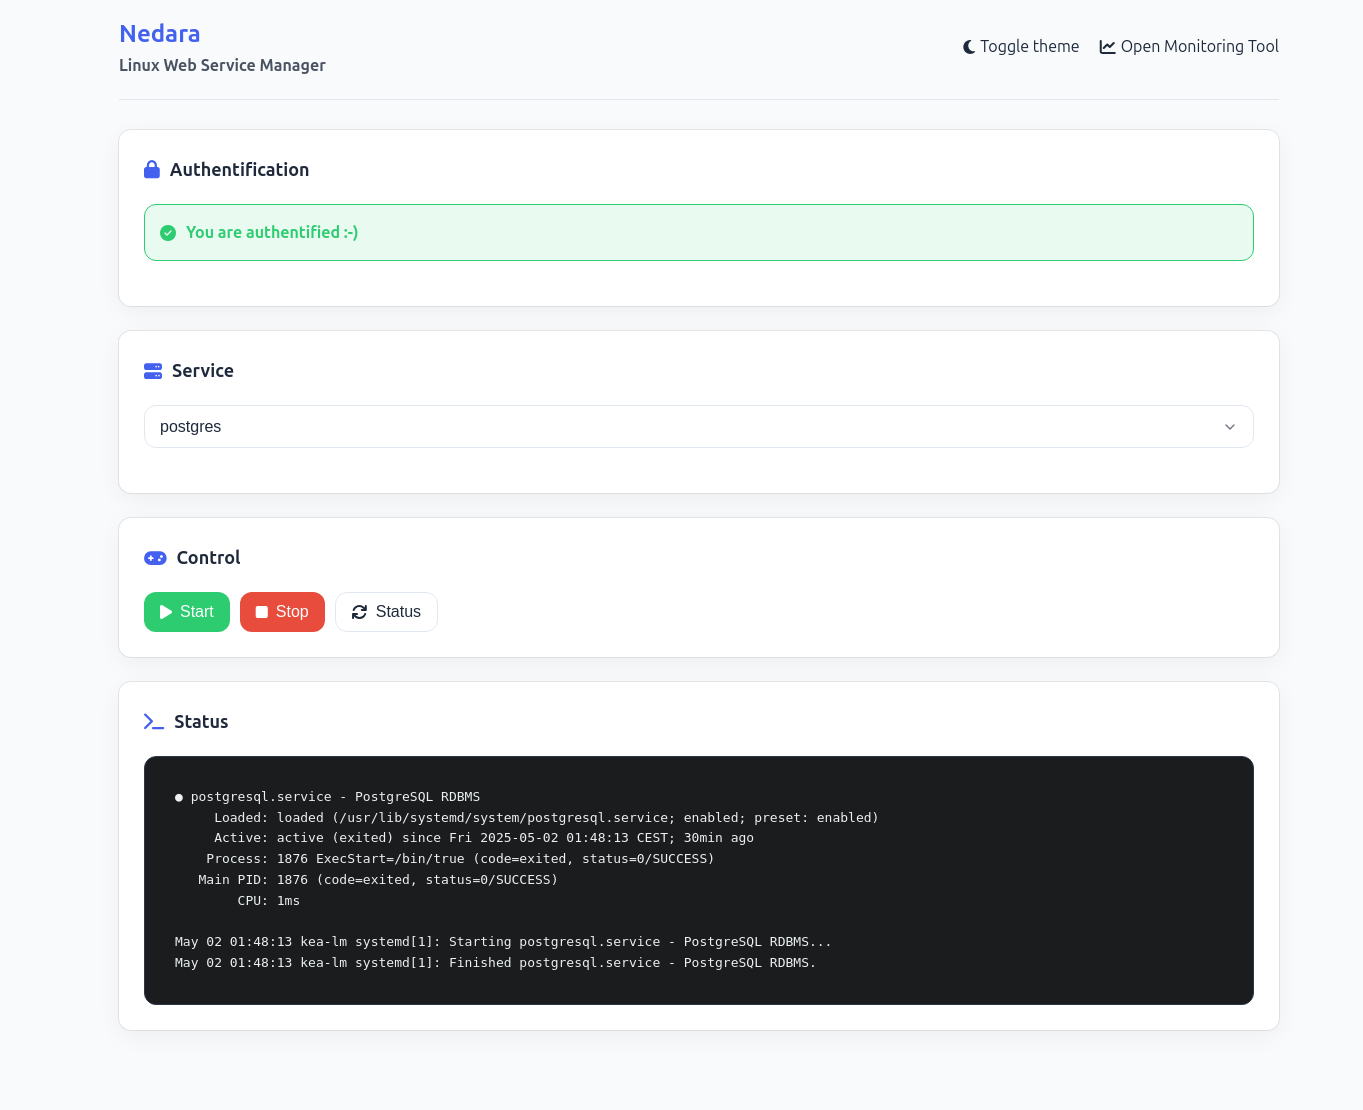 Nedara
Linux Web Service Manager
Toggle theme
Open Monitoring Tool
Authentification
You are authentified :-)
Service
postgres
Control
Start
Stop
Status
Status
● postgresql.service - PostgreSQL RDBMS
     Loaded: loaded (/usr/lib/systemd/system/postgresql.service; enabled; preset: enabled)
     Active: active (exited) since Fri 2025-05-02 01:48:13 CEST; 30min ago
    Process: 1876 ExecStart=/bin/true (code=exited, status=0/SUCCESS)
   Main PID: 1876 (code=exited, status=0/SUCCESS)
        CPU: 1ms
May 02 01:48:13 kea-lm systemd[1]: Starting postgresql.service - PostgreSQL RDBMS...
May 02 01:48:13 kea-lm systemd[1]: Finished postgresql.service - PostgreSQL RDBMS.